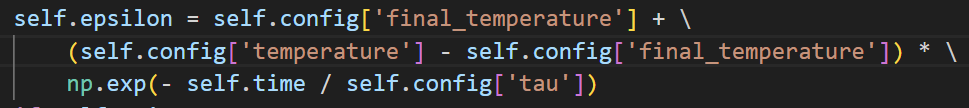 self.epsilon = self.config['final_temperature'] + \
(self.config['temperature'] - self.config['final_temperature']) * \
np.exp(- self.time / self.config['tau'])